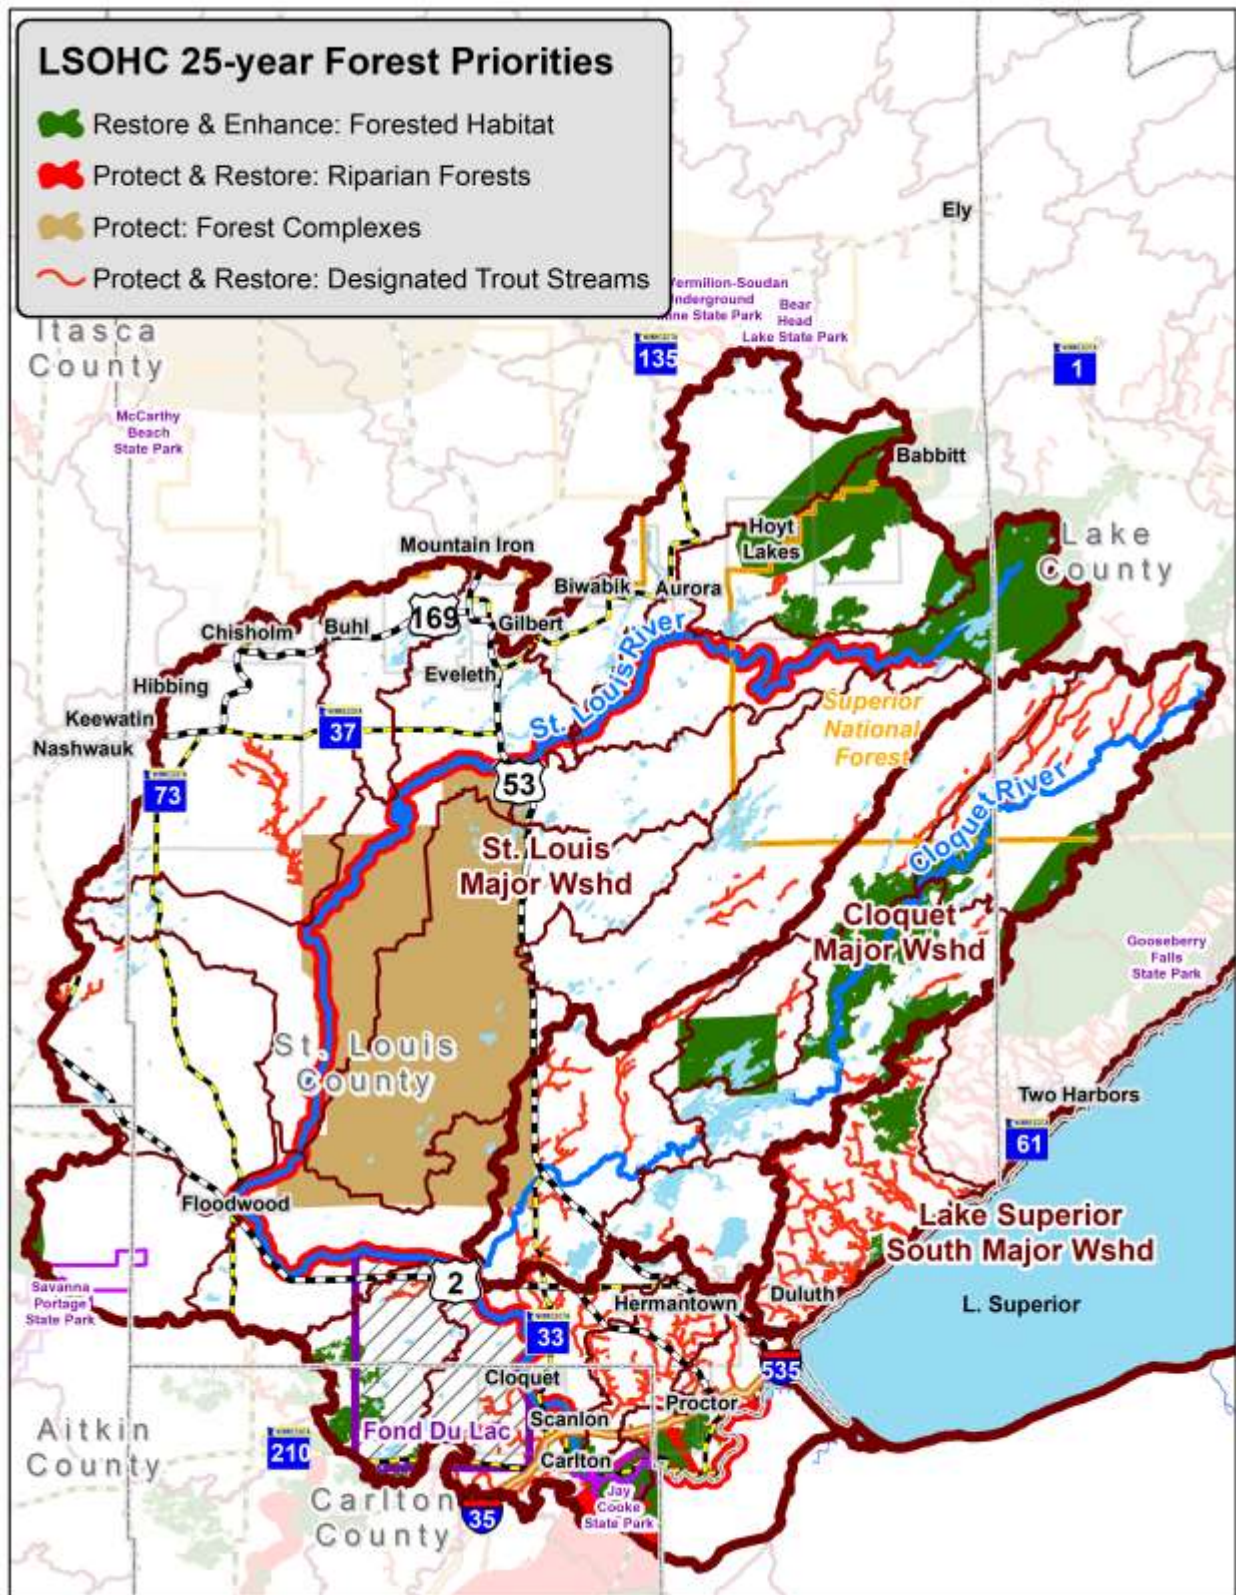 LSOHC 25-year Forest Priorities
Restore & Enhance: Forested Habitat
Protect & Restore: Riparian Forests
Protect: Forest Complexes
Protect & Restore: Designated Trout Streams
Ely
Vermilion-Soudan
Underground
Mine State Park
Bear
Head
Lake State Park
Itasca
County
135
1
McCarthy
Beach
State Park
Babbitt
Hoyt
Lakes
Lake
County
Mountain Iron
Biwabik
Aurora
169
Chisholm
Buhl
Gilbert
Eveleth
St. Louis River
Hibbing
Keewatin
Nashwauk
37
Superior
National
Forest
53
73
Cloquet River
St. Louis
Major Wshd
Cloquet
Major Wshd
Gooseberry
Falls
State Park
St. Louis
County
Two Harbors
61
Floodwood
Lake Superior
South Major Wshd
2
Savanna
Portage
State Park
Hermantown
Duluth
L. Superior
33
535
Cloquet
Scanlon
Proctor
Aitkin
County
210
Fond Du Lac
Carlton
Jay
Cooke
State Park
Carlton
County
35